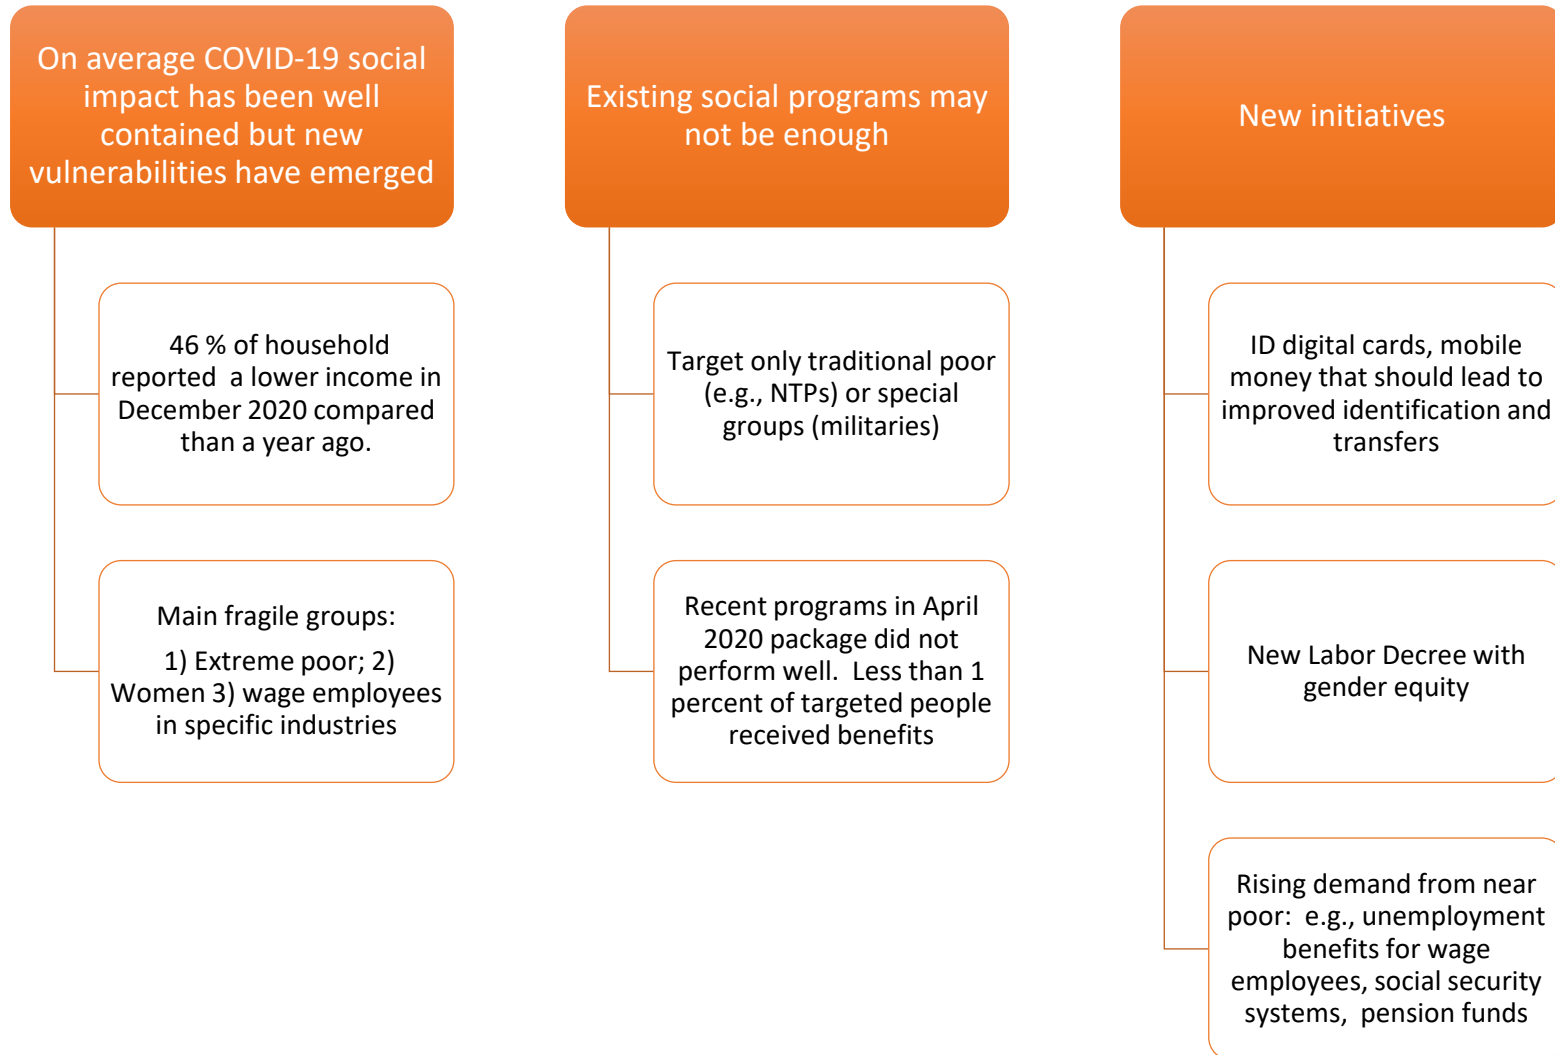 On average COVID-19 social
impact has been well
contained but new
vulnerabilities have emerged
46 % of household
reported  a lower income in
December 2020 compared
than a year ago.
Main fragile groups:
1) Extreme poor; 2)
Women 3) wage employees
in specific industries
Existing social programs may
not be enough
Target only traditional poor
(e.g., NTPs) or special
groups (militaries)
Recent programs in April
2020 package did not
perform well.  Less than 1
percent of targeted people
received benefits
New initiatives
ID digital cards, mobile
money that should lead to
improved identification and
transfers
New Labor Decree with
gender equity
Rising demand from near
poor:  e.g., unemployment
benefits for wage
employees, social security
systems,  pension funds